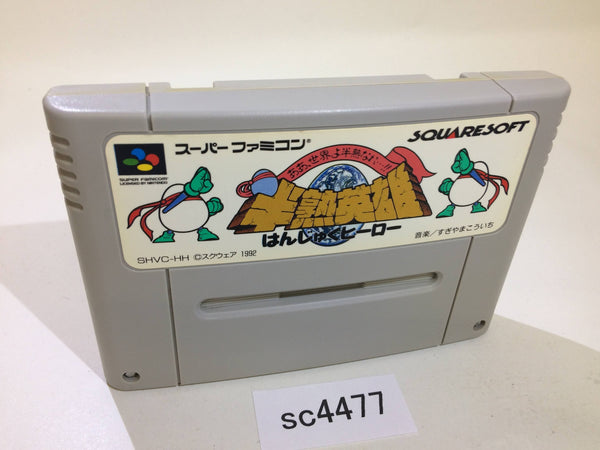 スーパーファミコン®
SQUARESOFT
SUPER FAMICOM
LICENSED BY NINTENDO
ああ、世界よ半熟なれ…!!
半熟英雄
はんじゅくヒーロー
SHVC-HH ©スクウェア 1992
音楽/すぎやまこういち
sc4477